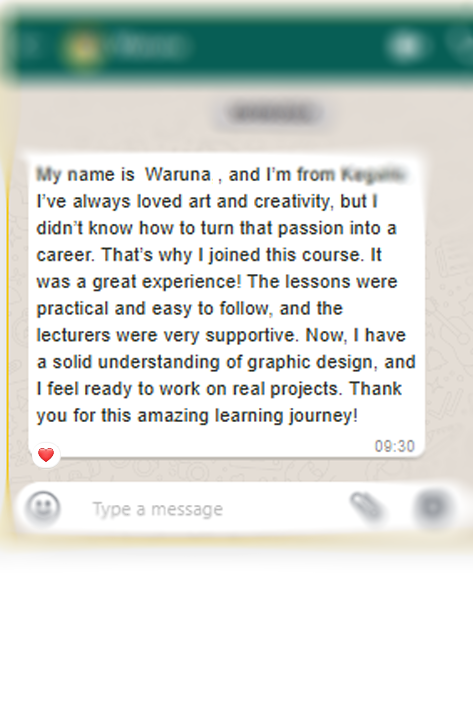 My name is Waruna , and I'm from
I've always loved art and creativity, but I
didn't know how to turn that passion into a
career. That's why I joined this course. It
was a great experience! The lessons were
practical and easy to follow, and the
lecturers were very supportive. Now, I have
a solid understanding of graphic design, and
I feel ready to work on real projects. Thank
you for this amazing learning journey!
09:30
Type a message